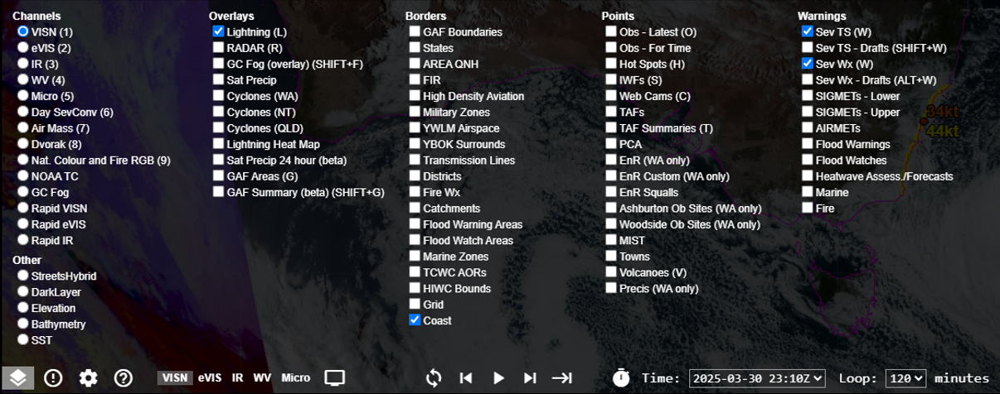 Channels
VISN (1)
eVIS (2)
IR (3)
WV (4)
Micro (5)
Day SevConv (6)
Air Mass (7)
Dvorak (8)
Nat. Colour and Fire RGB (9)
NOAA TC
GC Fog
Rapid VISN
Rapid eVIS
Rapid IR
Other
StreetsHybrid
DarkLayer
Elevation
Bathymetry
SST
Overlays
Lightning (L)
RADAR (R)
GC Fog (overlay) (SHIFT+F)
Sat Precip
Cyclones (WA)
Cyclones (NT)
Cyclones (QLD)
Lightning Heat Map
Sat Precip 24 hour (beta)
GAF Areas (G)
GAF Summary (beta) (SHIFT+G)
Borders
GAF Boundaries
States
AREA QNH
FIR
High Density Aviation
Military Zones
YWLM Airspace
YBOK Surrounds
Transmission Lines
Districts
Fire Wx
Catchments
Flood Warning Areas
Flood Watch Areas
Marine Zones
TCWC AORs
HIWC Bounds
Grid
Coast
Points
Obs - Latest (O)
Obs - For Time
Hot Spots (H)
IWFs (S)
Web Cams (C)
TAFs
TAF Summaries (T)
PCA
EnR (WA only)
EnR Custom (WA only)
EnR Squalls
Ashburton Ob Sites (WA only)
Woodside Ob Sites (WA only)
MIST
Towns
Volcanoes (V)
Precis (WA only)
Warnings
Sev TS (W)
Sev TS - Drafts (SHIFT+W)
Sev Wx (W)
Sev Wx - Drafts (ALT+W)
SIGMETs - Lower
SIGMETs - Upper
AIRMETs
Flood Warnings
Flood Watches
Heatwave Assess./Forecasts
Marine
Fire
34kt
44kt
VISN eVIS IR WV Micro
Time: 2025-03-30 23:10Z Loop: 120 minutes